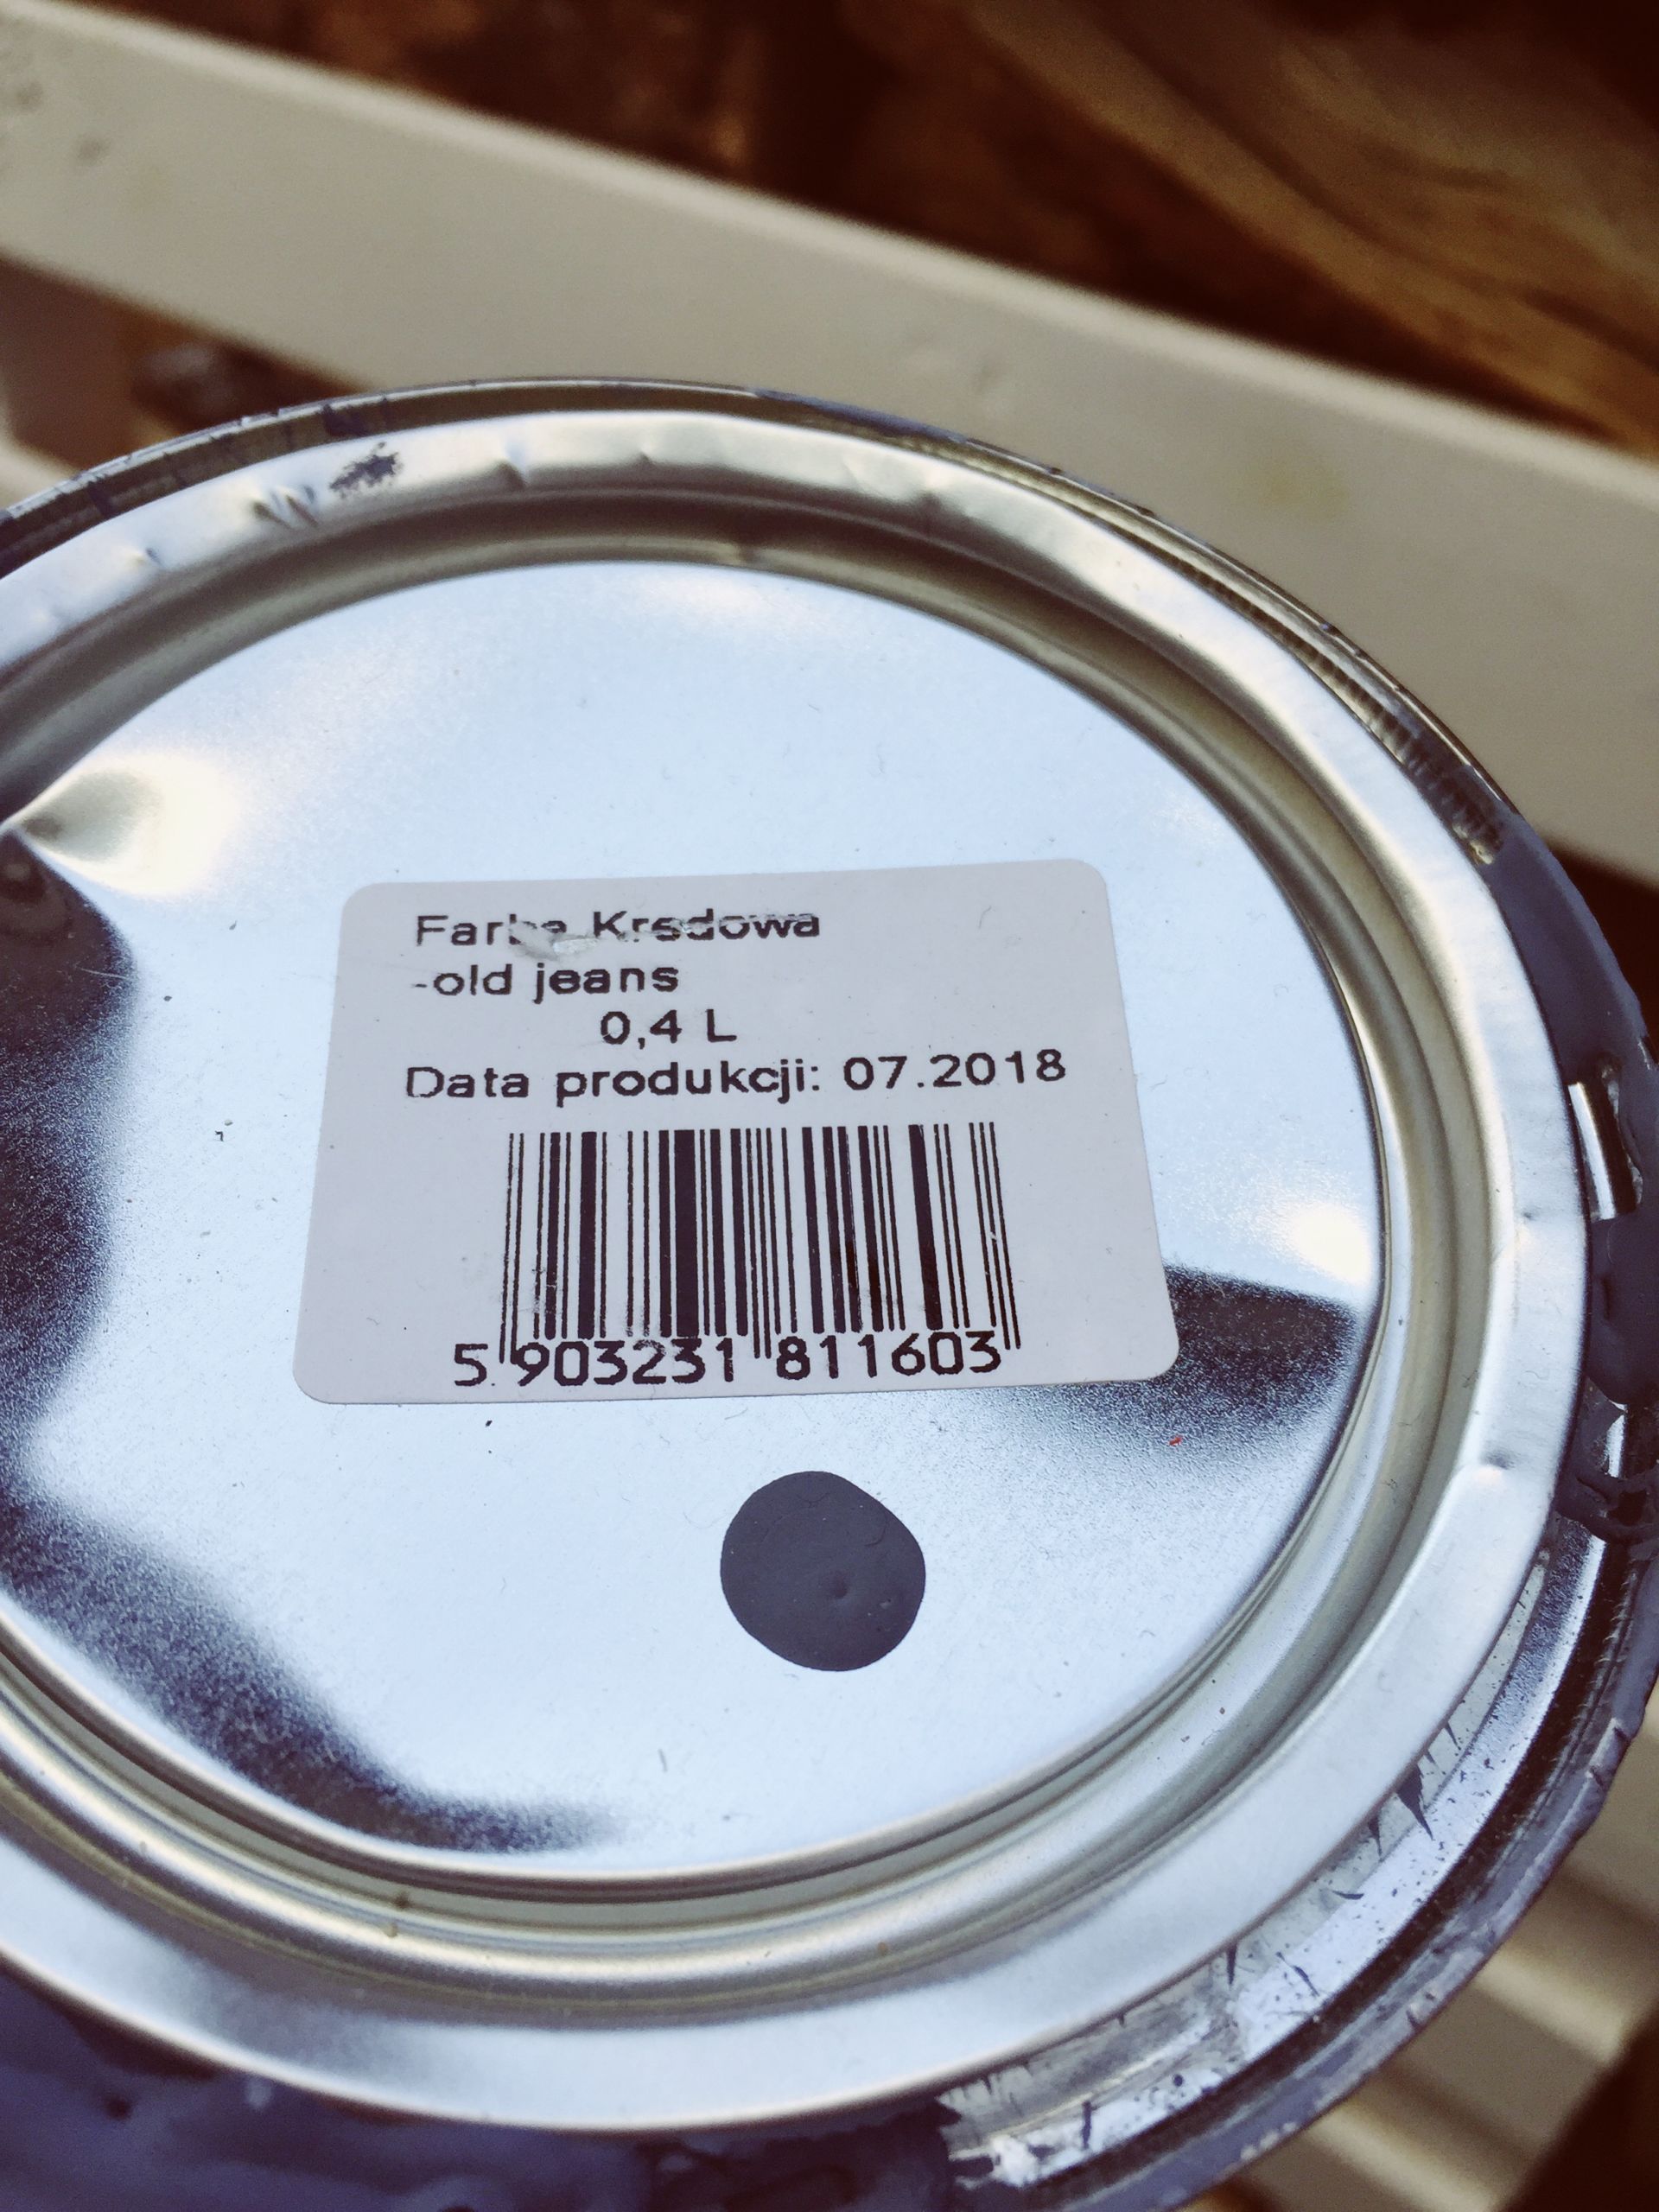 Farba Kredowa
-old jeans
0,4 L
Data produkcji: 07.2018
5 903231 811603